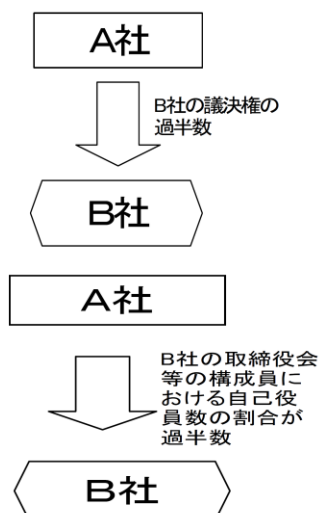 A社
B社の議決権の
過半数
B社
A社
B社の取締役会
等の構成員に
おける自己役
員数の割合が
過半数
B社